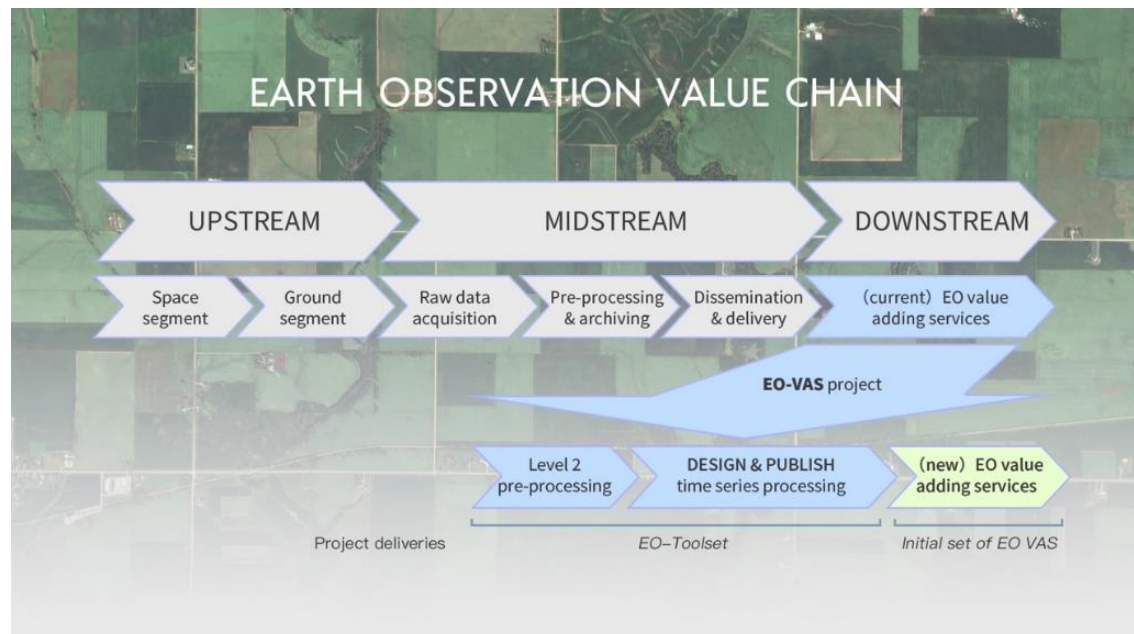 EARTH OBSERVATION VALUE CHAIN
UPSTREAM
MIDSTREAM
DOWNSTREAM
Space
segment
Ground
segment
Raw data
acquisition
Pre-processing
& archiving
Dissemination
& delivery
（current）EO value
adding services
EO-VAS project
Level 2
pre-processing
DESIGN & PUBLISH
time series processing
（new）EO value
adding services
Project deliveries
EO–Toolset
Initial set of EO VAS